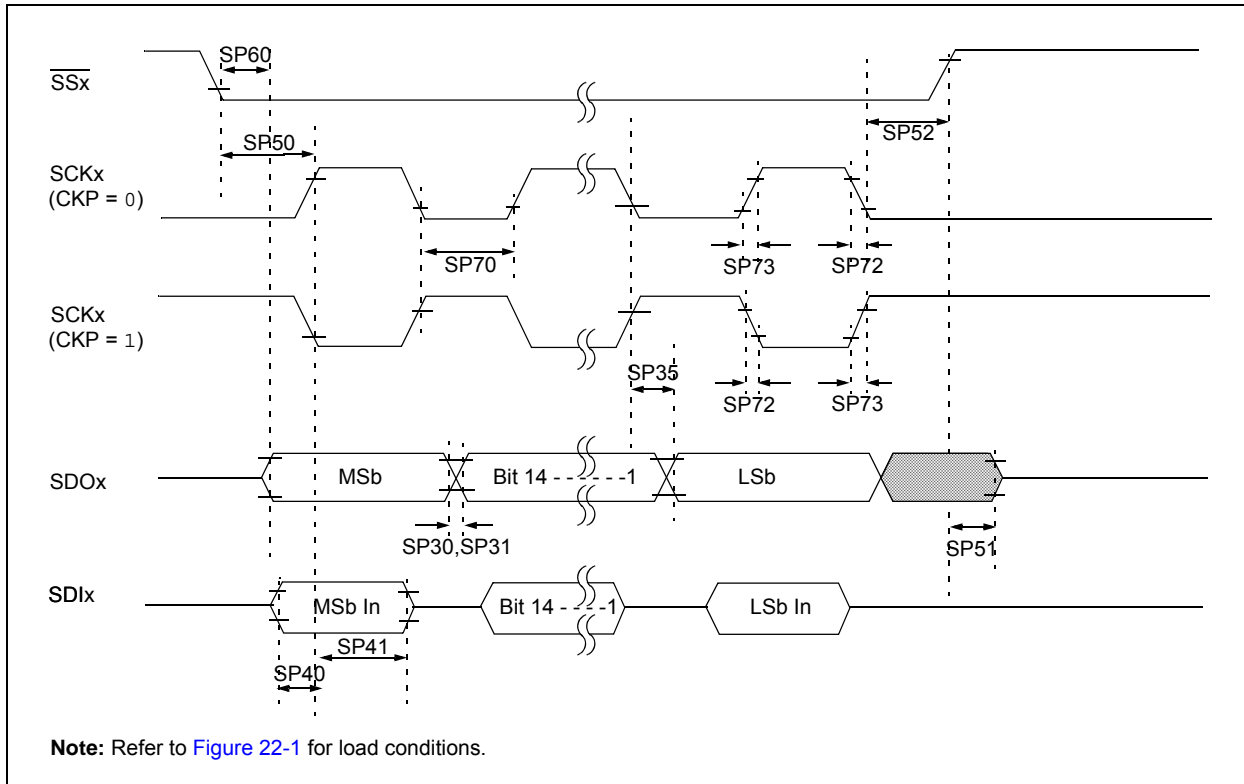 SP60
SSx
SP52
SP50
SCKx
(CKP = 0)
SP70
SP73
SP72
SCKx
(CKP = 1)
SP35
SP72
SP73
SDOx
MSb
Bit 14 - - - - - -1
LSb
SP30,SP31
SP51
SDIx
MSb In
Bit 14 - - - -1
LSb In
SP41
SP40
Note: Refer to Figure 22-1 for load conditions.